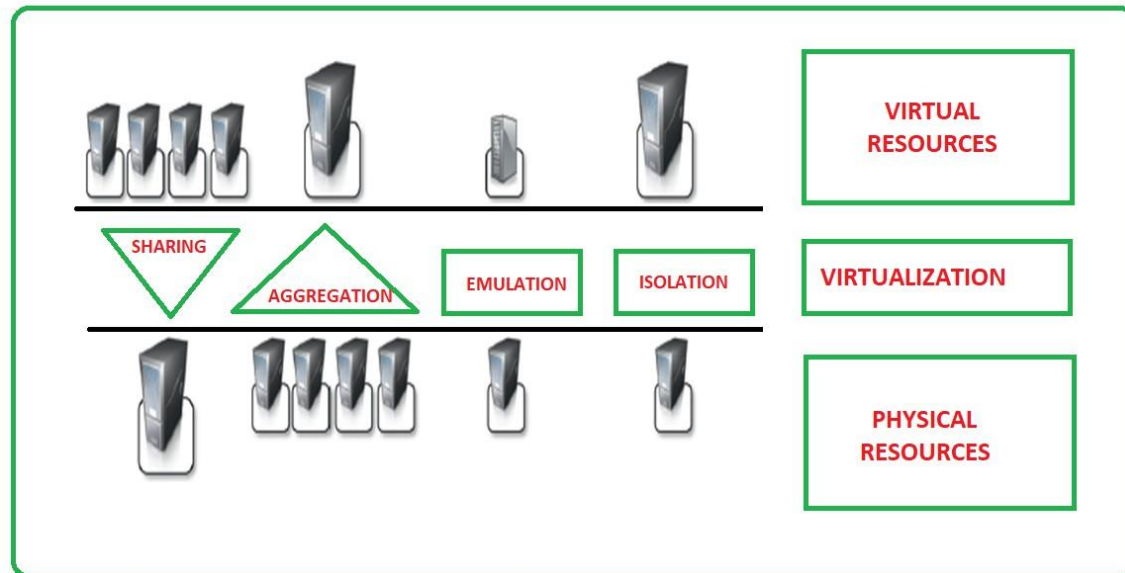 VIRTUAL
RESOURCES
SHARING
AGGREGATION
EMULATION
ISOLATION
VIRTUALIZATION
PHYSICAL
RESOURCES